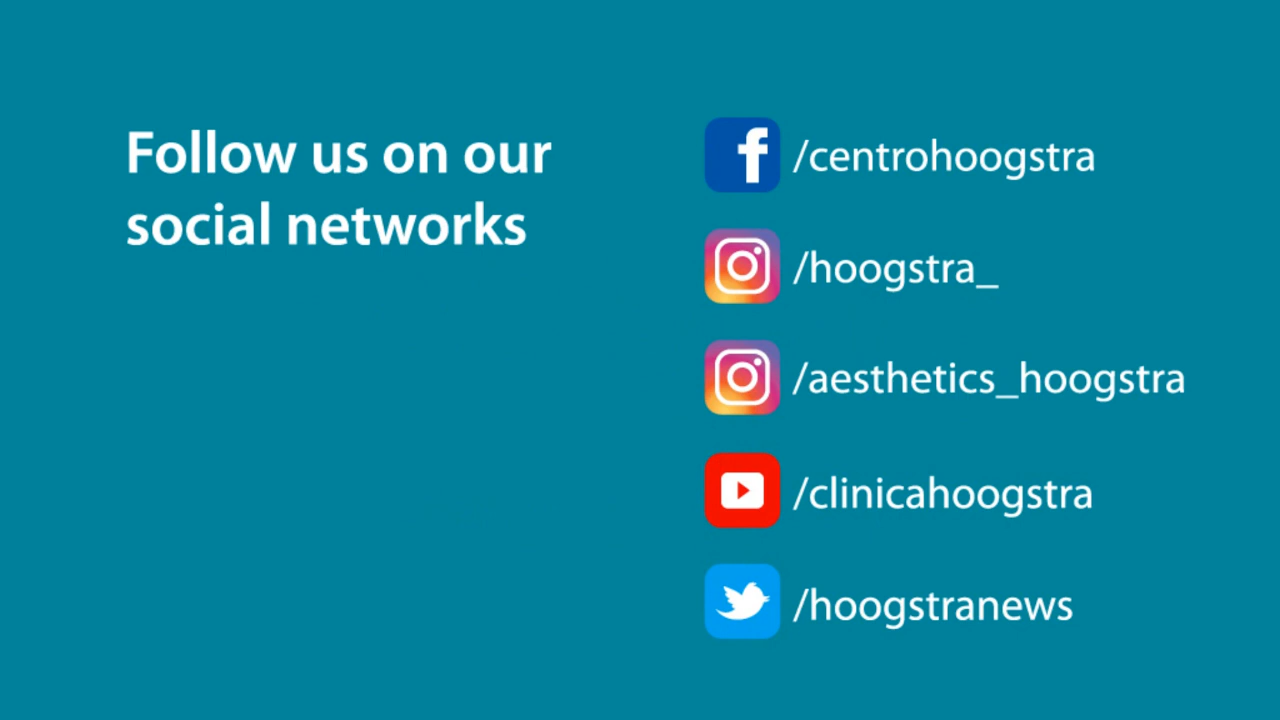 Follow us on our
social networks
/centrohoogstra
/hoogstra_
/aesthetics_hoogstra
/clinicahoogstra
/hoogstranews